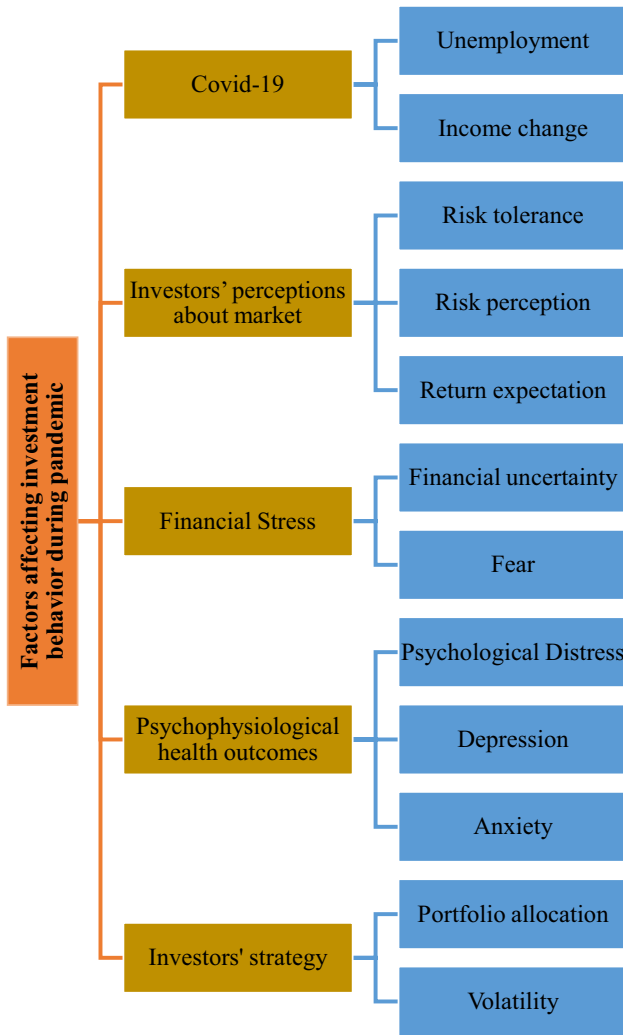 Factors affecting investment
behavior during pandemic
Covid-19
Unemployment
Income change
Investors’ perceptions
about market
Risk tolerance
Risk perception
Return expectation
Financial Stress
Financial uncertainty
Fear
Psychophysiological
health outcomes
Psychological Distress
Depression
Anxiety
Investors' strategy
Portfolio allocation
Volatility